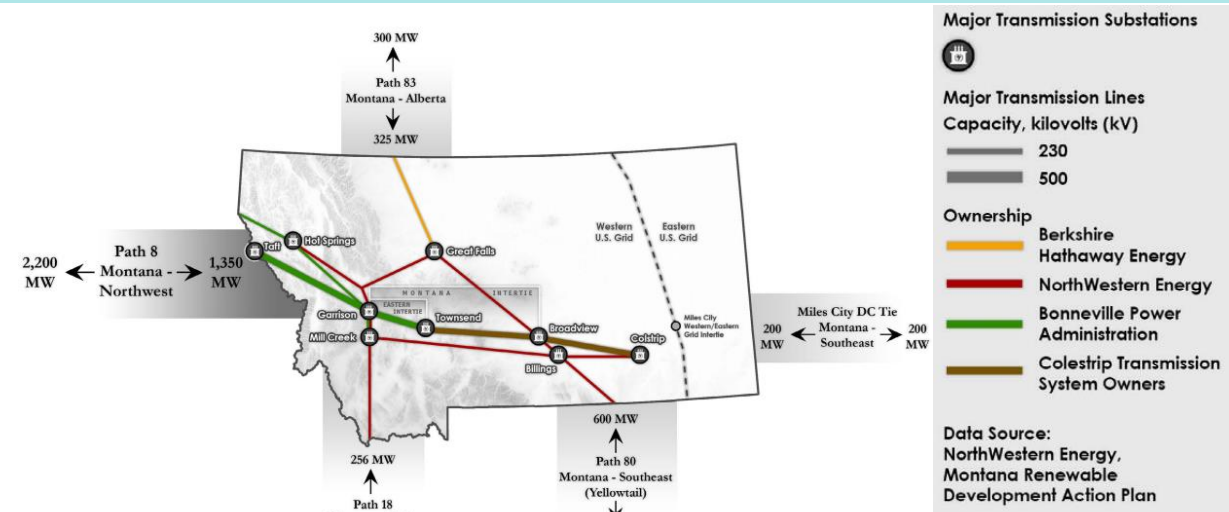 300 MW
Path 83
Montana - Alberta
325 MW
2,200
MW
Path 8
Montana -
Northwest
1,350
MW
Taft
Hot Springs
Great Falls
Western
U.S. Grid
Eastern
U.S. Grid
MONTANA INTERTIE
EASTERN
INTERTIE
Garrison
Townsend
Mill Creek
Broadview
Billings
Colstrip
Miles City
Western/Eastern
Grid Intertie
200
MW
Miles City DC Tie
Montana -
Southeast
200
MW
256 MW
Path 18
600 MW
Path 80
Montana - Southeast
(Yellowtail)
Major Transmission Substations
Major Transmission Lines
Capacity, kilovolts (kV)
230
500
Ownership
Berkshire
Hathaway Energy
NorthWestern Energy
Bonneville Power
Administration
Colestrip Transmission
System Owners
Data Source:
NorthWestern Energy,
Montana Renewable
Development Action Plan